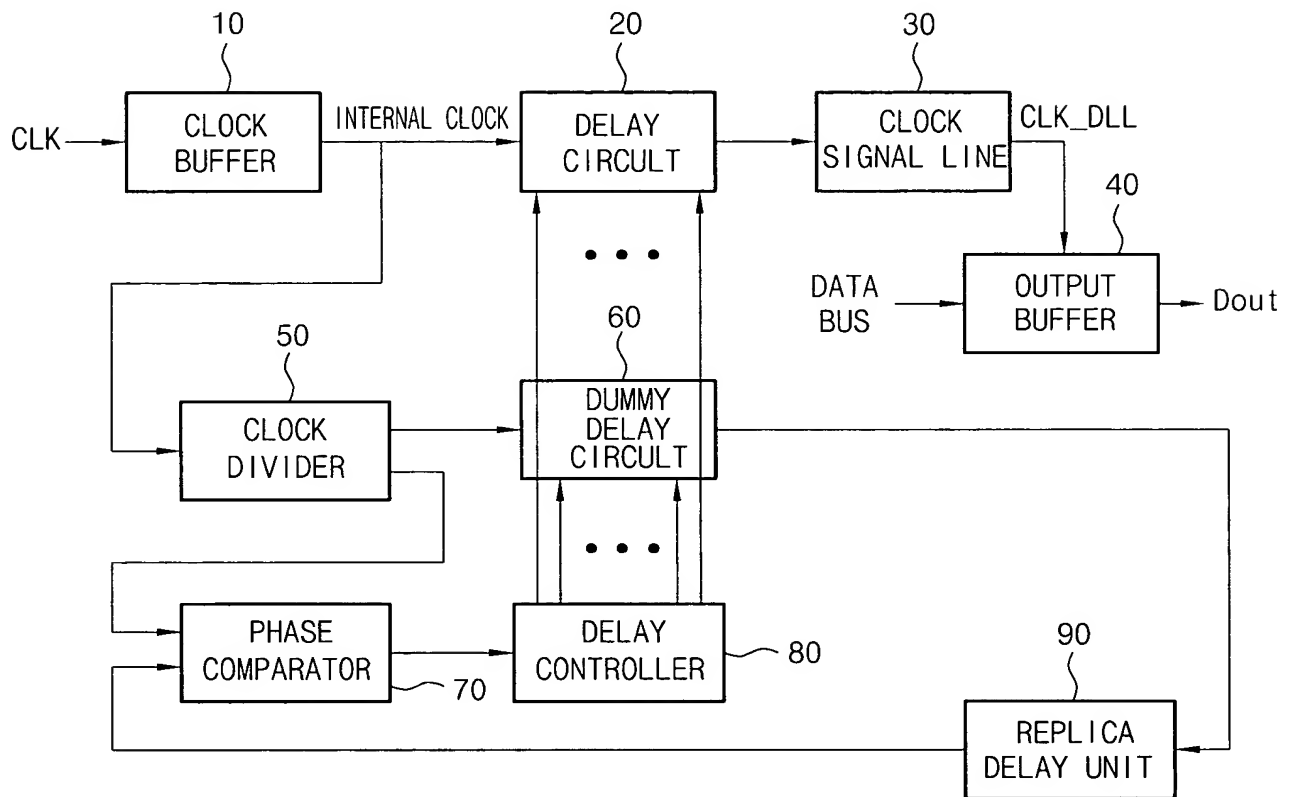 10
20
30
CLK
CLOCK
BUFFER
INTERNAL CLOCK
DELAY
CIRCULT
CLOCK
SIGNAL LINE
CLK_DLL
40
DATA
BUS
OUTPUT
BUFFER
Dout
50
60
CLOCK
DIVIDER
DUMMY
DELAY
CIRCULT
PHASE
COMPARATOR
70
DELAY
CONTROLLER
80
90
REPLICA
DELAY UNIT